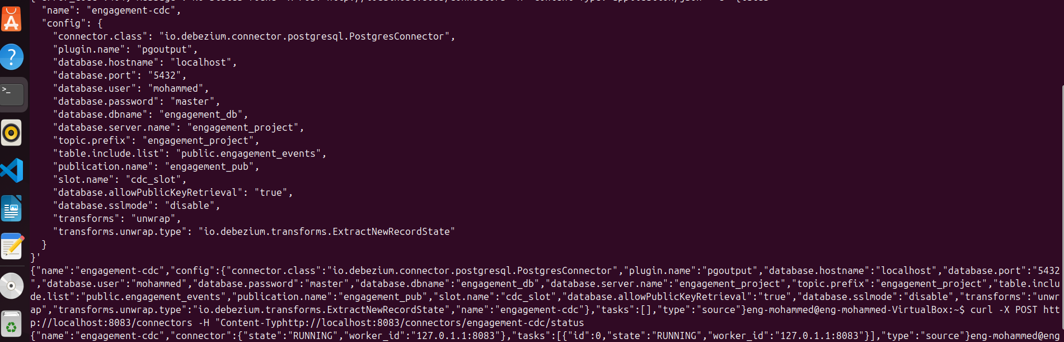 "name": "engagement-cdc",
"config": {
"connector.class": "io.debezium.connector.postgresql.PostgresConnector",
"plugin.name": "pgoutput",
"database.hostname": "localhost",
"database.port": "5432",
"database.user": "mohammed",
"database.password": "master",
"database.dbname": "engagement_db",
"database.server.name": "engagement_project",
"topic.prefix": "engagement_project",
"table.include.list": "public.engagement_events",
"publication.name": "engagement_pub",
"slot.name": "cdc_slot",
"database.allowPublicKeyRetrieval": "true",
"database.sslmode": "disable",
"transforms": "unwrap",
"transforms.unwrap.type": "io.debezium.transforms.ExtractNewRecordState"
}
}'
{"name":"engagement-cdc","config":{"connector.class":"io.debezium.connector.postgresql.PostgresConnector","plugin.name":"pgoutput","database.hostname":"localhost","database.port":"5432
","database.user":"mohammed","database.password":"master","database.dbname":"engagement_db","database.server.name":"engagement_project","topic.prefix":"engagement_project","table.inclu
de.list":"public.engagement_events","publication.name":"engagement_pub","slot.name":"cdc_slot","database.allowPublicKeyRetrieval":"true","database.sslmode":"disable","transforms":"unwr
ap","transforms.unwrap.type":"io.debezium.transforms.ExtractNewRecordState","name":"engagement-cdc"},"tasks":[],"type":"source"}eng-mohammed@eng-mohammed-VirtualBox:~$ curl -X POST htt
p://localhost:8083/connectors -H "Content-Typhttp://localhost:8083/connectors/engagement-cdc/status
{"name":"engagement-cdc","connector":{"state":"RUNNING","worker_id":"127.0.1.1:8083"},"tasks":[{"id":0,"state":"RUNNING","worker_id":"127.0.1.1:8083"}],"type":"source"}eng-mohammed@eng